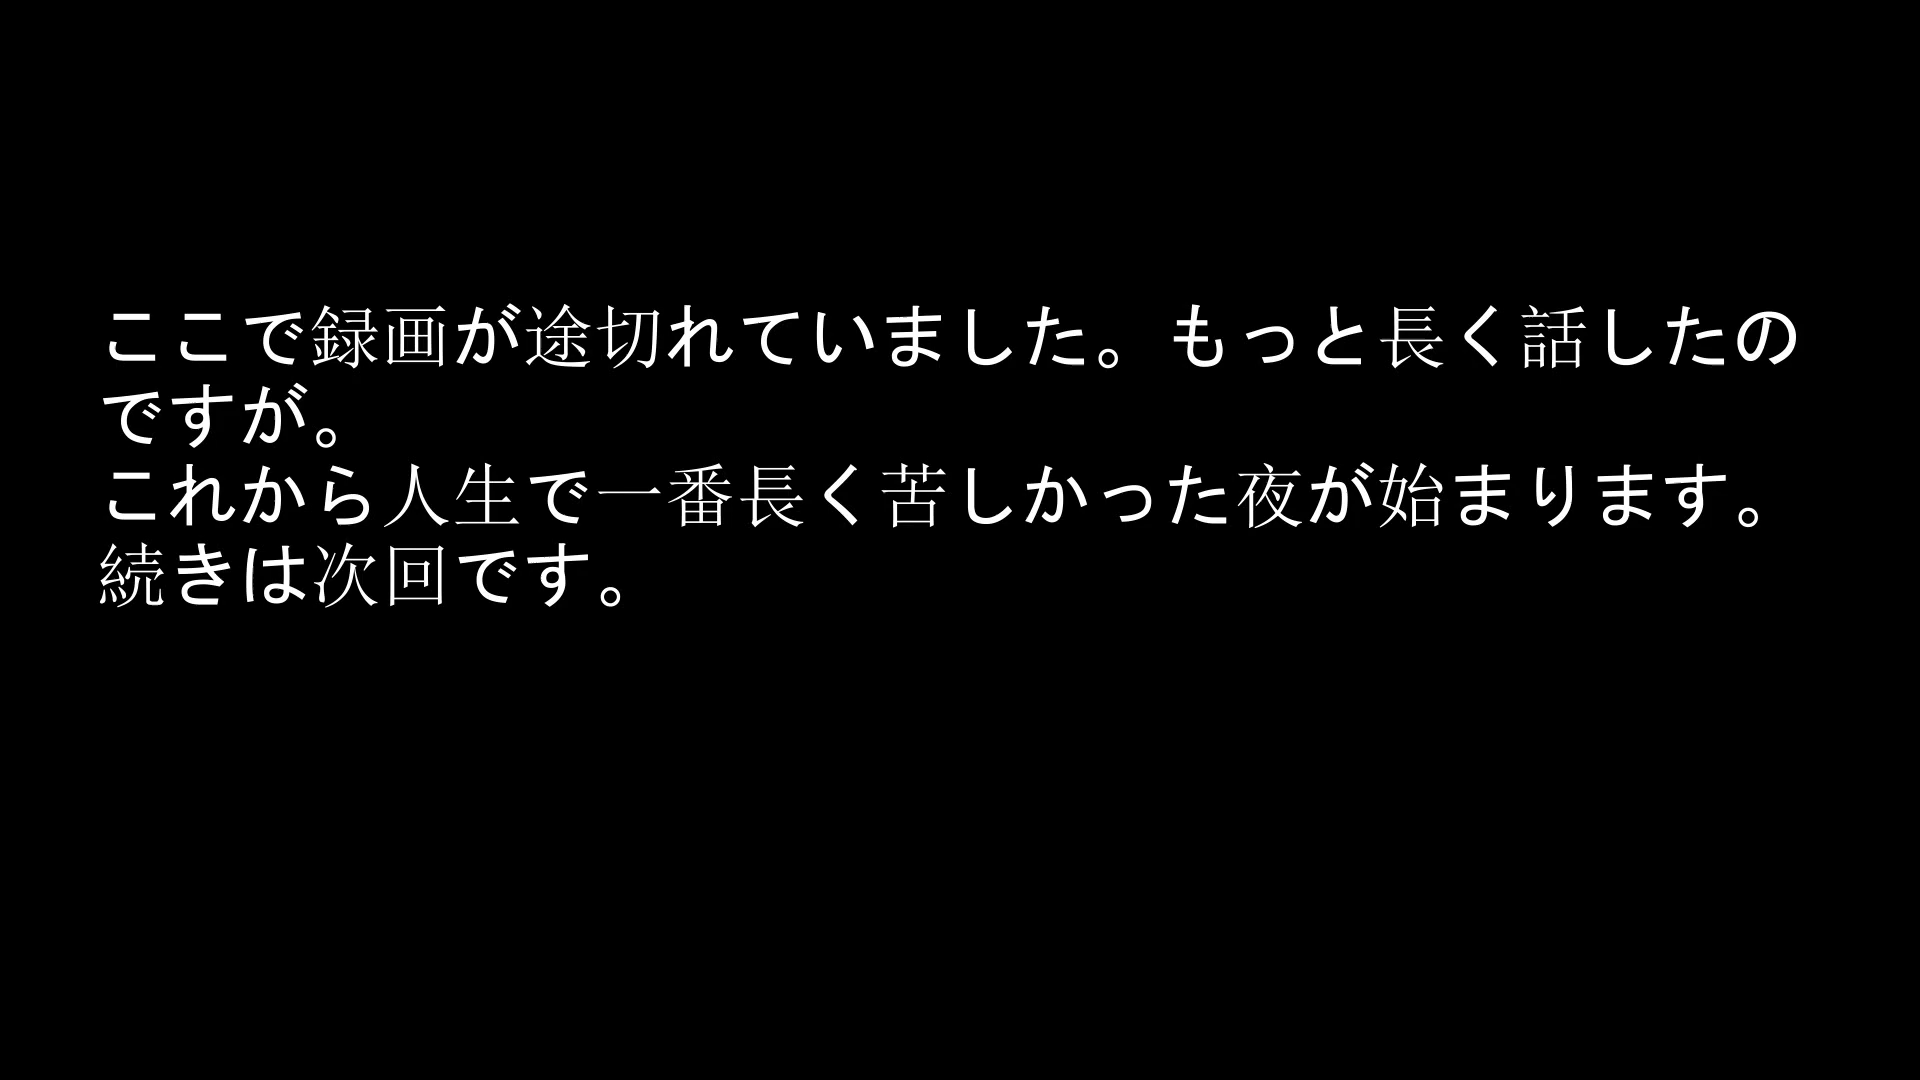 ここで録画が途切れていました。もっと長く話したの
ですが。
これから人生で一番長く苦しかった夜が始まります。
続きは次回です。